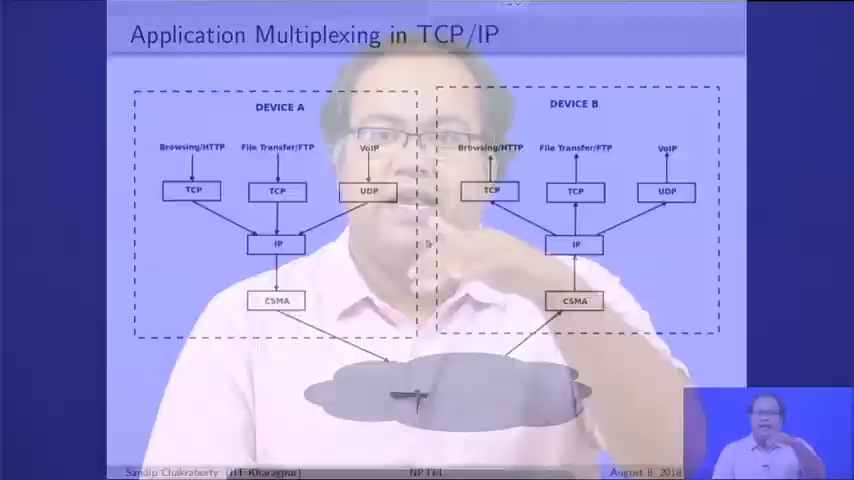 Application Multiplexing in TCP/IP
DEVICE A
DEVICE B
Browsing/HTTP File Transfer/FTP VoIP
Browsing/HTTP File Transfer/FTP VoIP
TCP TCP UDP
TCP TCP UDP
IP
IP
CSMA
CSMA
Sandip Chakraborty (IIT Kharagpur) NPTEL August 8, 2018